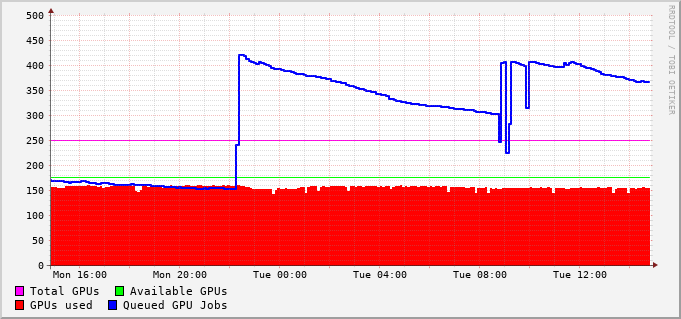 500
450
400
350
300
250
200
150
100
50
0
Mon 16:00 Mon 20:00 Tue 00:00 Tue 04:00 Tue 08:00 Tue 12:00
Total GPUs Available GPUs
GPUs used Queued GPU Jobs
RRDTOOL / TOBI OETIKER